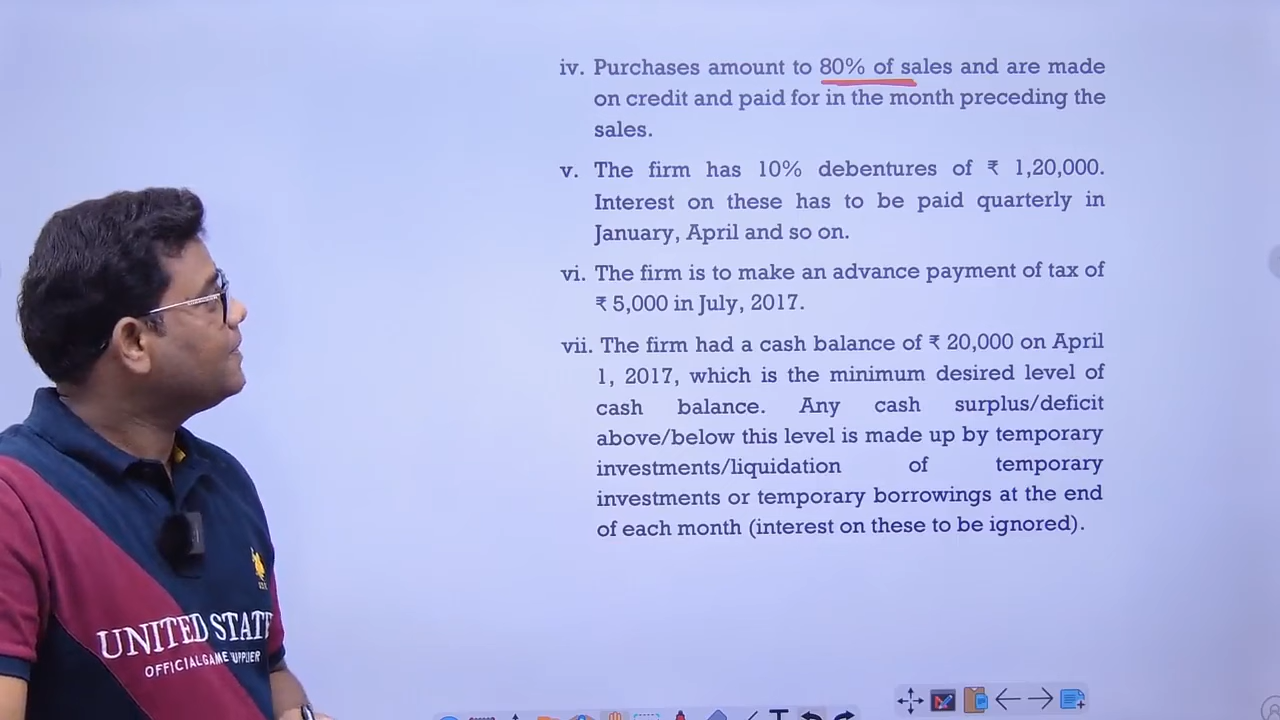 iv. Purchases amount to 80% of sales and are made
on credit and paid for in the month preceding the
sales.
v. The firm has 10% debentures of ₹ 1,20,000.
Interest on these has to be paid quarterly in
January, April and so on.
vi. The firm is to make an advance payment of tax of
₹ 5,000 in July, 2017.
vii. The firm had a cash balance of ₹ 20,000 on April
1, 2017, which is the minimum desired level of
cash balance. Any cash surplus/deficit
above/below this level is made up by temporary
investments/liquidation of temporary
investments or temporary borrowings at the end
of each month (interest on these to be ignored).
UNITED STATE
OFFICIAL GAME SUPPLIER